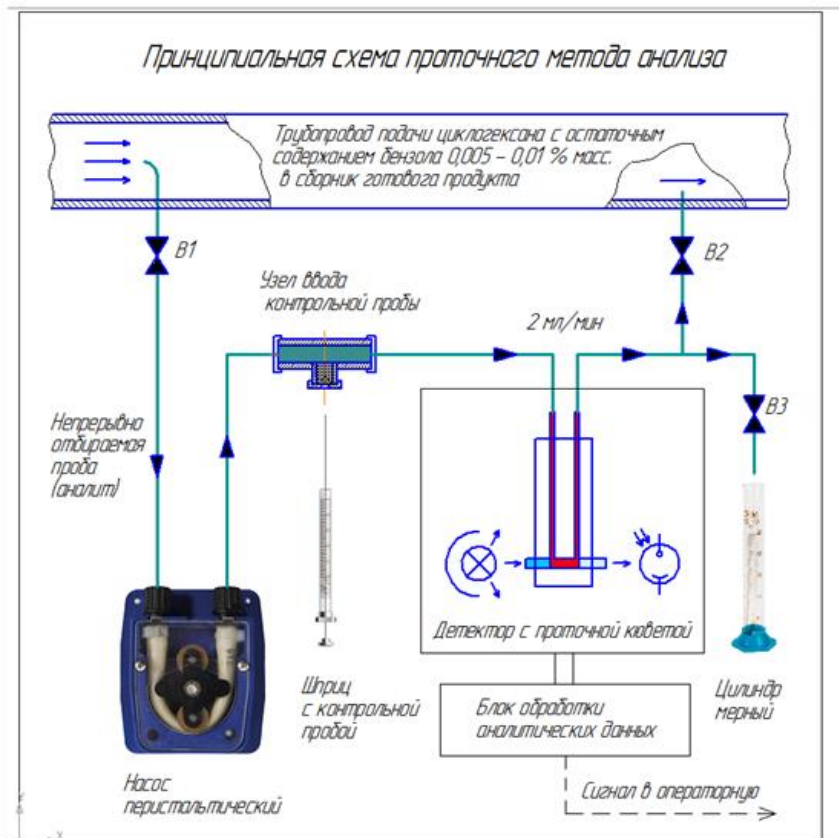 Принципиальная схема проточного метода анализа
Трубопровод подачи циклогексана с остаточным
содержанием бензола 0,005 – 0,01 % масс.
в сборник готового продукта
В1
В2
Узел ввода
контрольной пробы
2 мл/мин
В3
Непрерывно
отбираемая
проба
(аналит)
Детектор с проточной кюветой
Шприц
с контрольной
пробой
Блок обработки
аналитических данных
Цилиндр
мерный
Насос
перистальтический
Сигнал в операторную